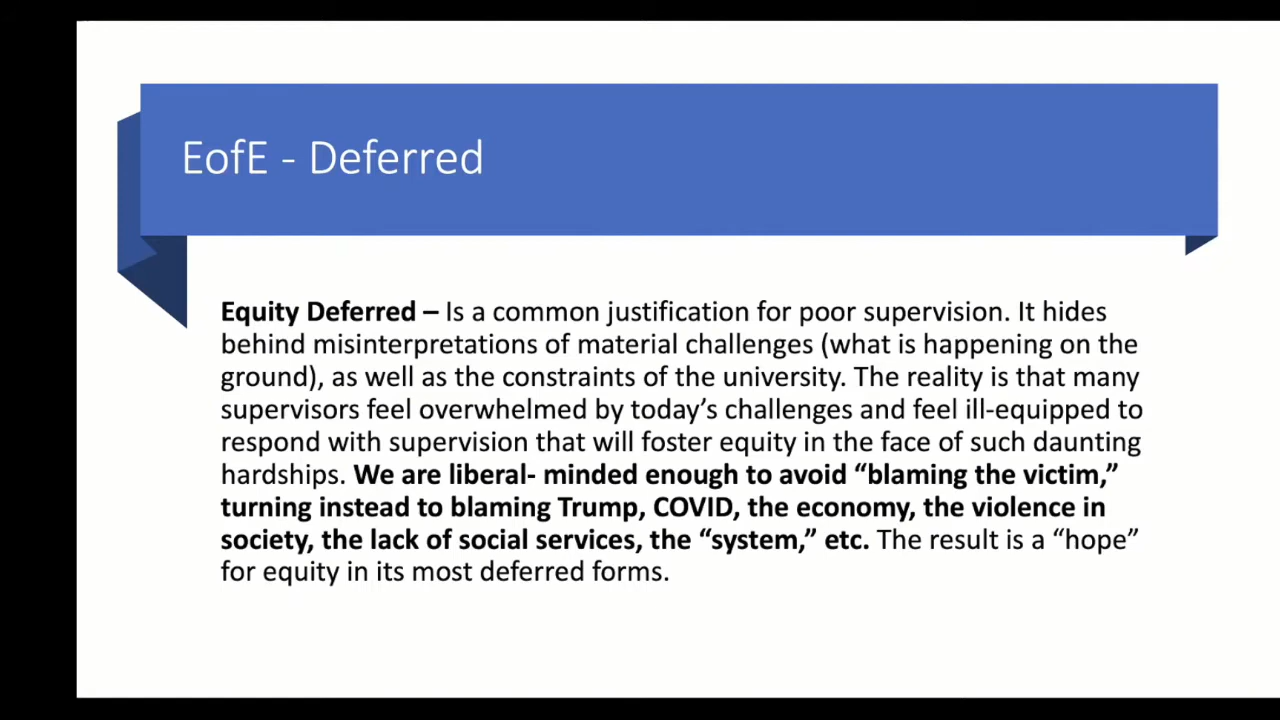 EofE - Deferred
Equity Deferred – Is a common justification for poor supervision. It hides
behind misinterpretations of material challenges (what is happening on the
ground), as well as the constraints of the university. The reality is that many
supervisors feel overwhelmed by today’s challenges and feel ill-equipped to
respond with supervision that will foster equity in the face of such daunting
hardships. We are liberal- minded enough to avoid “blaming the victim,”
turning instead to blaming Trump, COVID, the economy, the violence in
society, the lack of social services, the “system,” etc. The result is a “hope”
for equity in its most deferred forms.